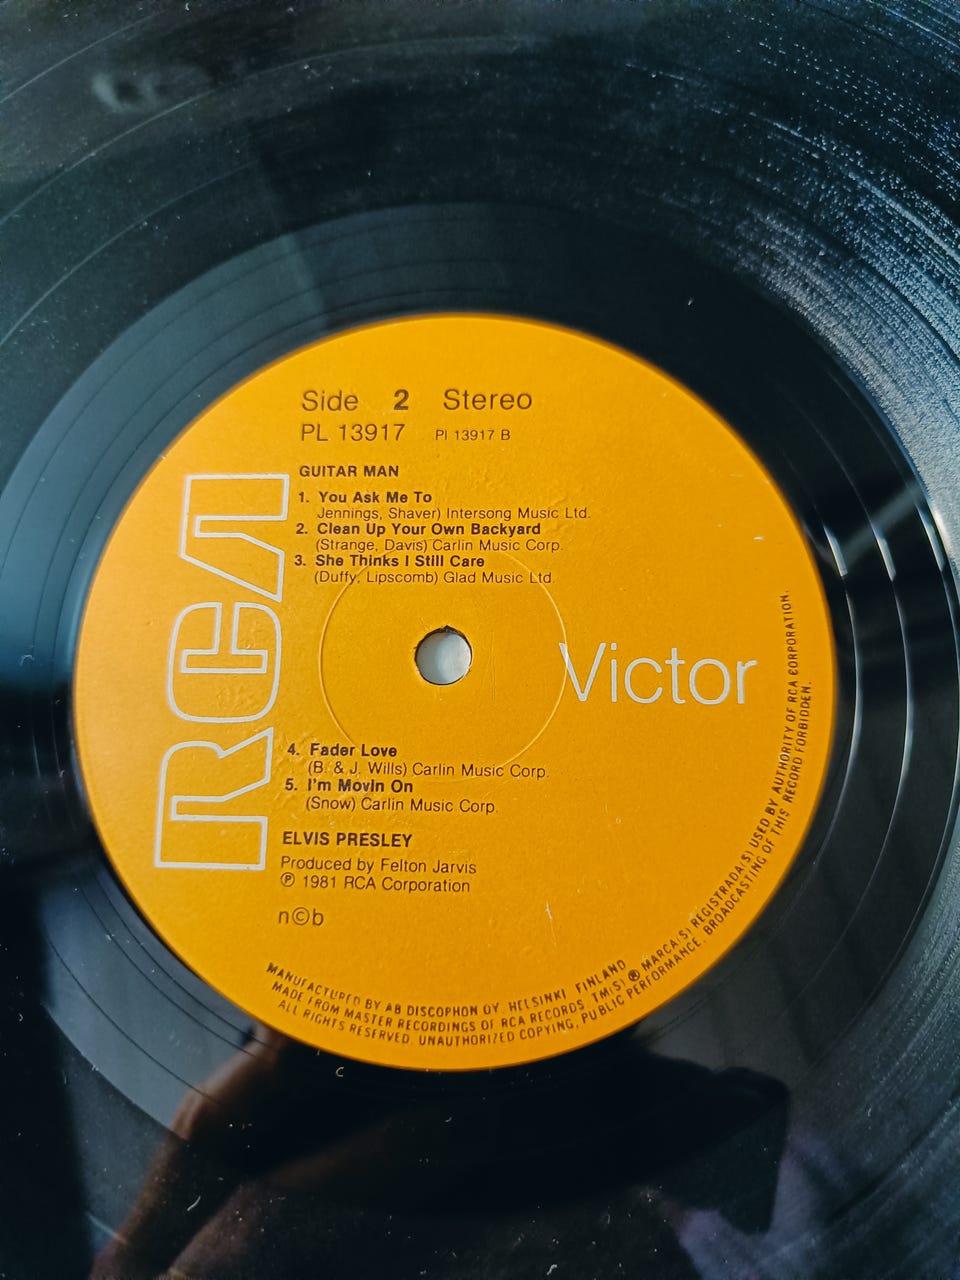 Side 2 Stereo
PL 13917 Pl 13917 B
GUITAR MAN
1. You Ask Me To
Jennings, Shaver) Intersong Music Ltd.
2. Clean Up Your Own Backyard
(Strange, Davis) Carlin Music Corp.
3. She Thinks I Still Care
(Duffy, Lipscomb) Glad Music Ltd.
RCA
Victor
4. Fader Love
(B. & J. Wills) Carlin Music Corp.
5. I'm Movin On
(Snow) Carlin Music Corp.
ELVIS PRESLEY
Produced by Felton Jarvis
℗ 1981 RCA Corporation
n©b
MANUFACTURED BY AB DISCOPHON OY. HELSINKI FINLAND
MADE FROM MASTER RECORDINGS OF RCA RECORDS. TM(S) ® MARCA(S) REGISTRADA(S) USED BY AUTHORITY OF RCA CORPORATION.
ALL RIGHTS RESERVED. UNAUTHORIZED COPYING, PUBLIC PERFORMANCE, BROADCASTING OF THIS RECORD FORBIDDEN.